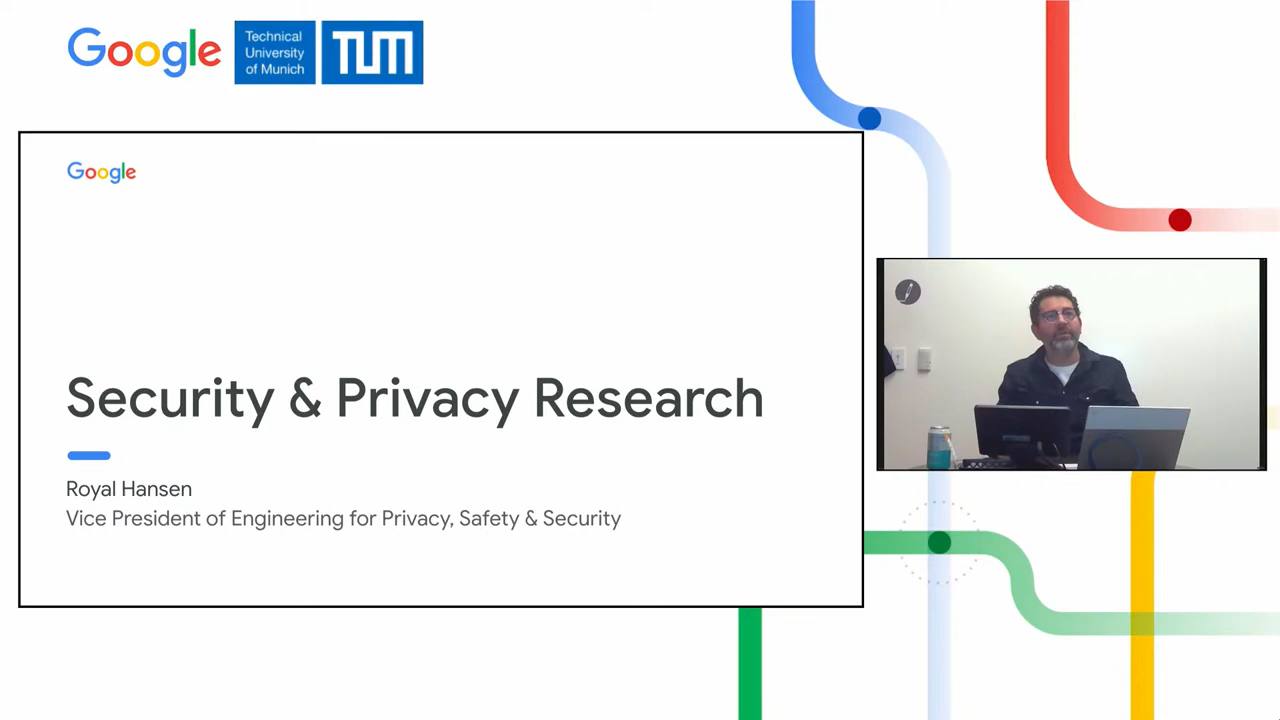 Google
Technical
University
of Munich
TUM
Google
Security & Privacy Research
Royal Hansen
Vice President of Engineering for Privacy, Safety & Security